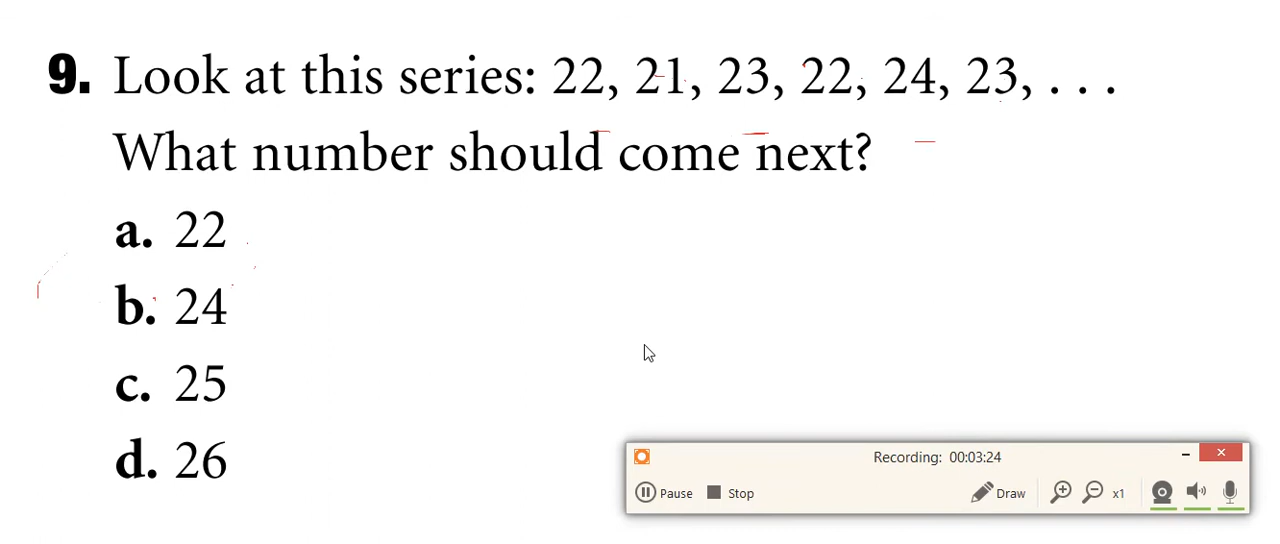 9. Look at this series: 22, 21, 23, 22, 24, 23, . . .
What number should come next?
a. 22
b. 24
c. 25
d. 26
Recording: 00:03:24
Pause Stop Draw x1